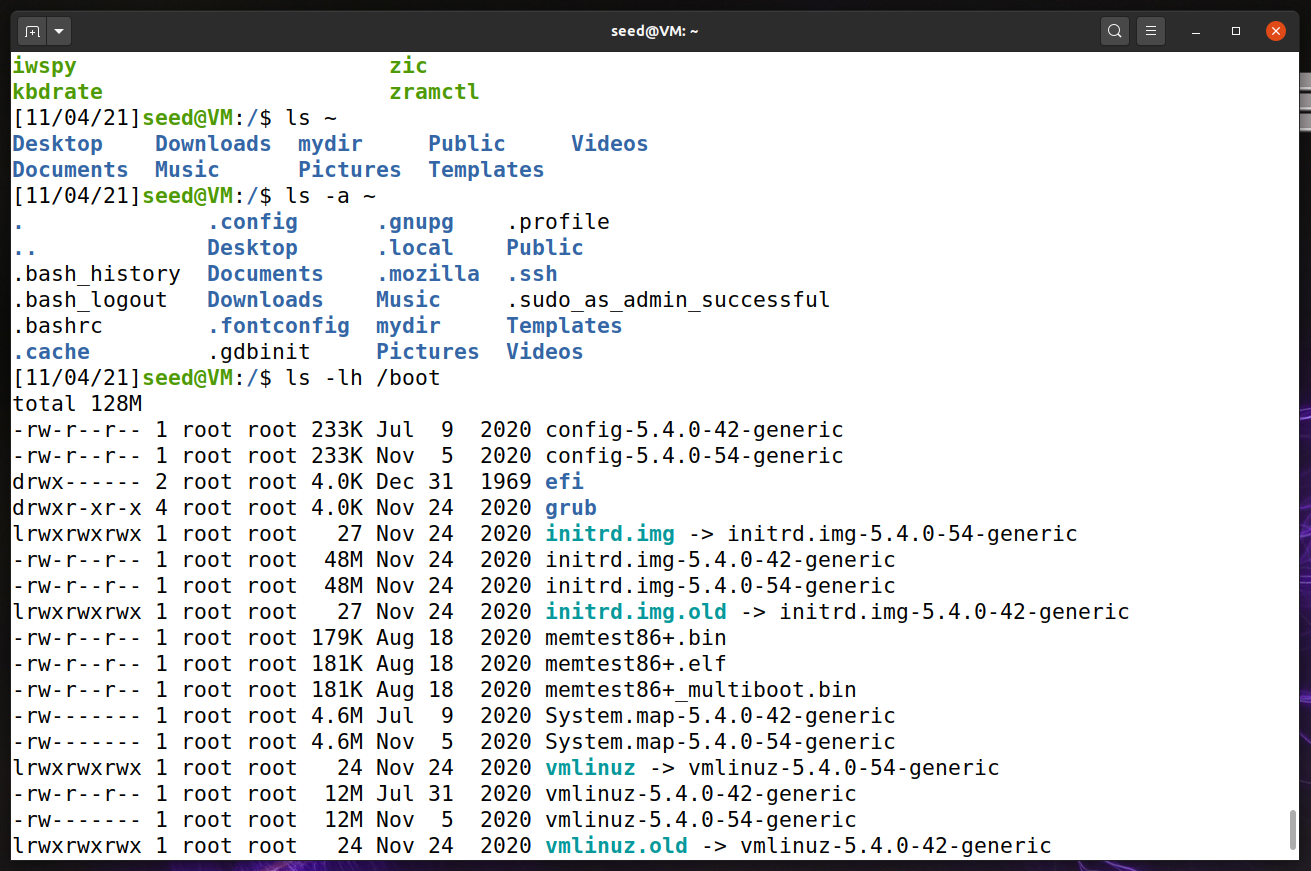 seed@VM: ~
iwspy                        zic
kbdrate                      zramctl
[11/04/21]seed@VM:/$ ls ~
Desktop    Downloads  mydir     Public     Videos
Documents  Music      Pictures  Templates
[11/04/21]seed@VM:/$ ls -a ~
.              .config      .gnupg    .profile
..             Desktop      .local    Public
.bash_history  Documents    .mozilla  .ssh
.bash_logout   Downloads    Music     .sudo_as_admin_successful
.bashrc        .fontconfig  mydir     Templates
.cache         .gdbinit     Pictures  Videos
[11/04/21]seed@VM:/$ ls -lh /boot
total 128M
-rw-r--r-- 1 root root 233K Jul  9  2020 config-5.4.0-42-generic
-rw-r--r-- 1 root root 233K Nov  5  2020 config-5.4.0-54-generic
drwx------ 2 root root 4.0K Dec 31  1969 efi
drwxr-xr-x 4 root root 4.0K Nov 24  2020 grub
lrwxrwxrwx 1 root root   27 Nov 24  2020 initrd.img -> initrd.img-5.4.0-54-generic
-rw-r--r-- 1 root root  48M Nov 24  2020 initrd.img-5.4.0-42-generic
-rw-r--r-- 1 root root  48M Nov 24  2020 initrd.img-5.4.0-54-generic
lrwxrwxrwx 1 root root   27 Nov 24  2020 initrd.img.old -> initrd.img-5.4.0-42-generic
-rw-r--r-- 1 root root 179K Aug 18  2020 memtest86+.bin
-rw-r--r-- 1 root root 181K Aug 18  2020 memtest86+.elf
-rw-r--r-- 1 root root 181K Aug 18  2020 memtest86+_multiboot.bin
-rw------- 1 root root 4.6M Jul  9  2020 System.map-5.4.0-42-generic
-rw------- 1 root root 4.6M Nov  5  2020 System.map-5.4.0-54-generic
lrwxrwxrwx 1 root root   24 Nov 24  2020 vmlinuz -> vmlinuz-5.4.0-54-generic
-rw-r--r-- 1 root root  12M Jul 31  2020 vmlinuz-5.4.0-42-generic
-rw------- 1 root root  12M Nov  5  2020 vmlinuz-5.4.0-54-generic
lrwxrwxrwx 1 root root   24 Nov 24  2020 vmlinuz.old -> vmlinuz-5.4.0-42-generic